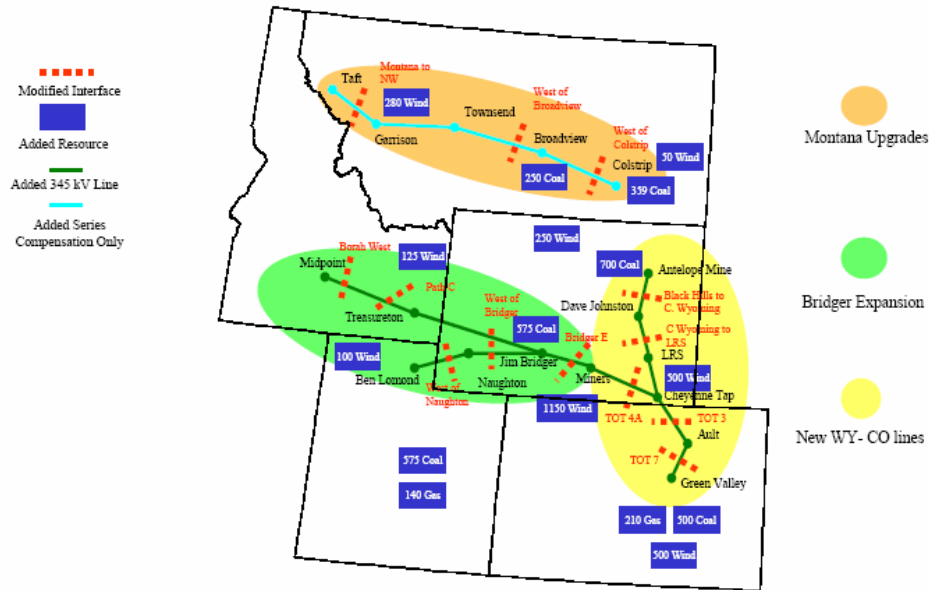 Modified Interface
Added Resource
Added 345 kV Line
Added Series
Compensation Only
Taft
Montana to
NW
280 Wind
Garrison
Townsend
West of
Broadview
Broadview
250 Coal
West of
Colstrip
Colstrip
50 Wind
359 Coal
Montana Upgrades
Borah West
Midpoint
125 Wind
Path C
Treasureton
250 Wind
700 Coal
Antelope Mine
Dave Johnston
Black Hills to
C. Wyoming
C Wyoming to
LRS
LRS
West of
Bridger
575 Coal
Bridger E
Jim Bridger
Miners
100 Wind
Ben Lomond
West of
Naughton
Naughton
500 Wind
Cheyenne Tap
1150 Wind
TOT 4A
TOT 3
Ault
TOT 7
Green Valley
Bridger Expansion
New WY- CO lines
575 Coal
140 Gas
210 Gas
500 Coal
500 Wind